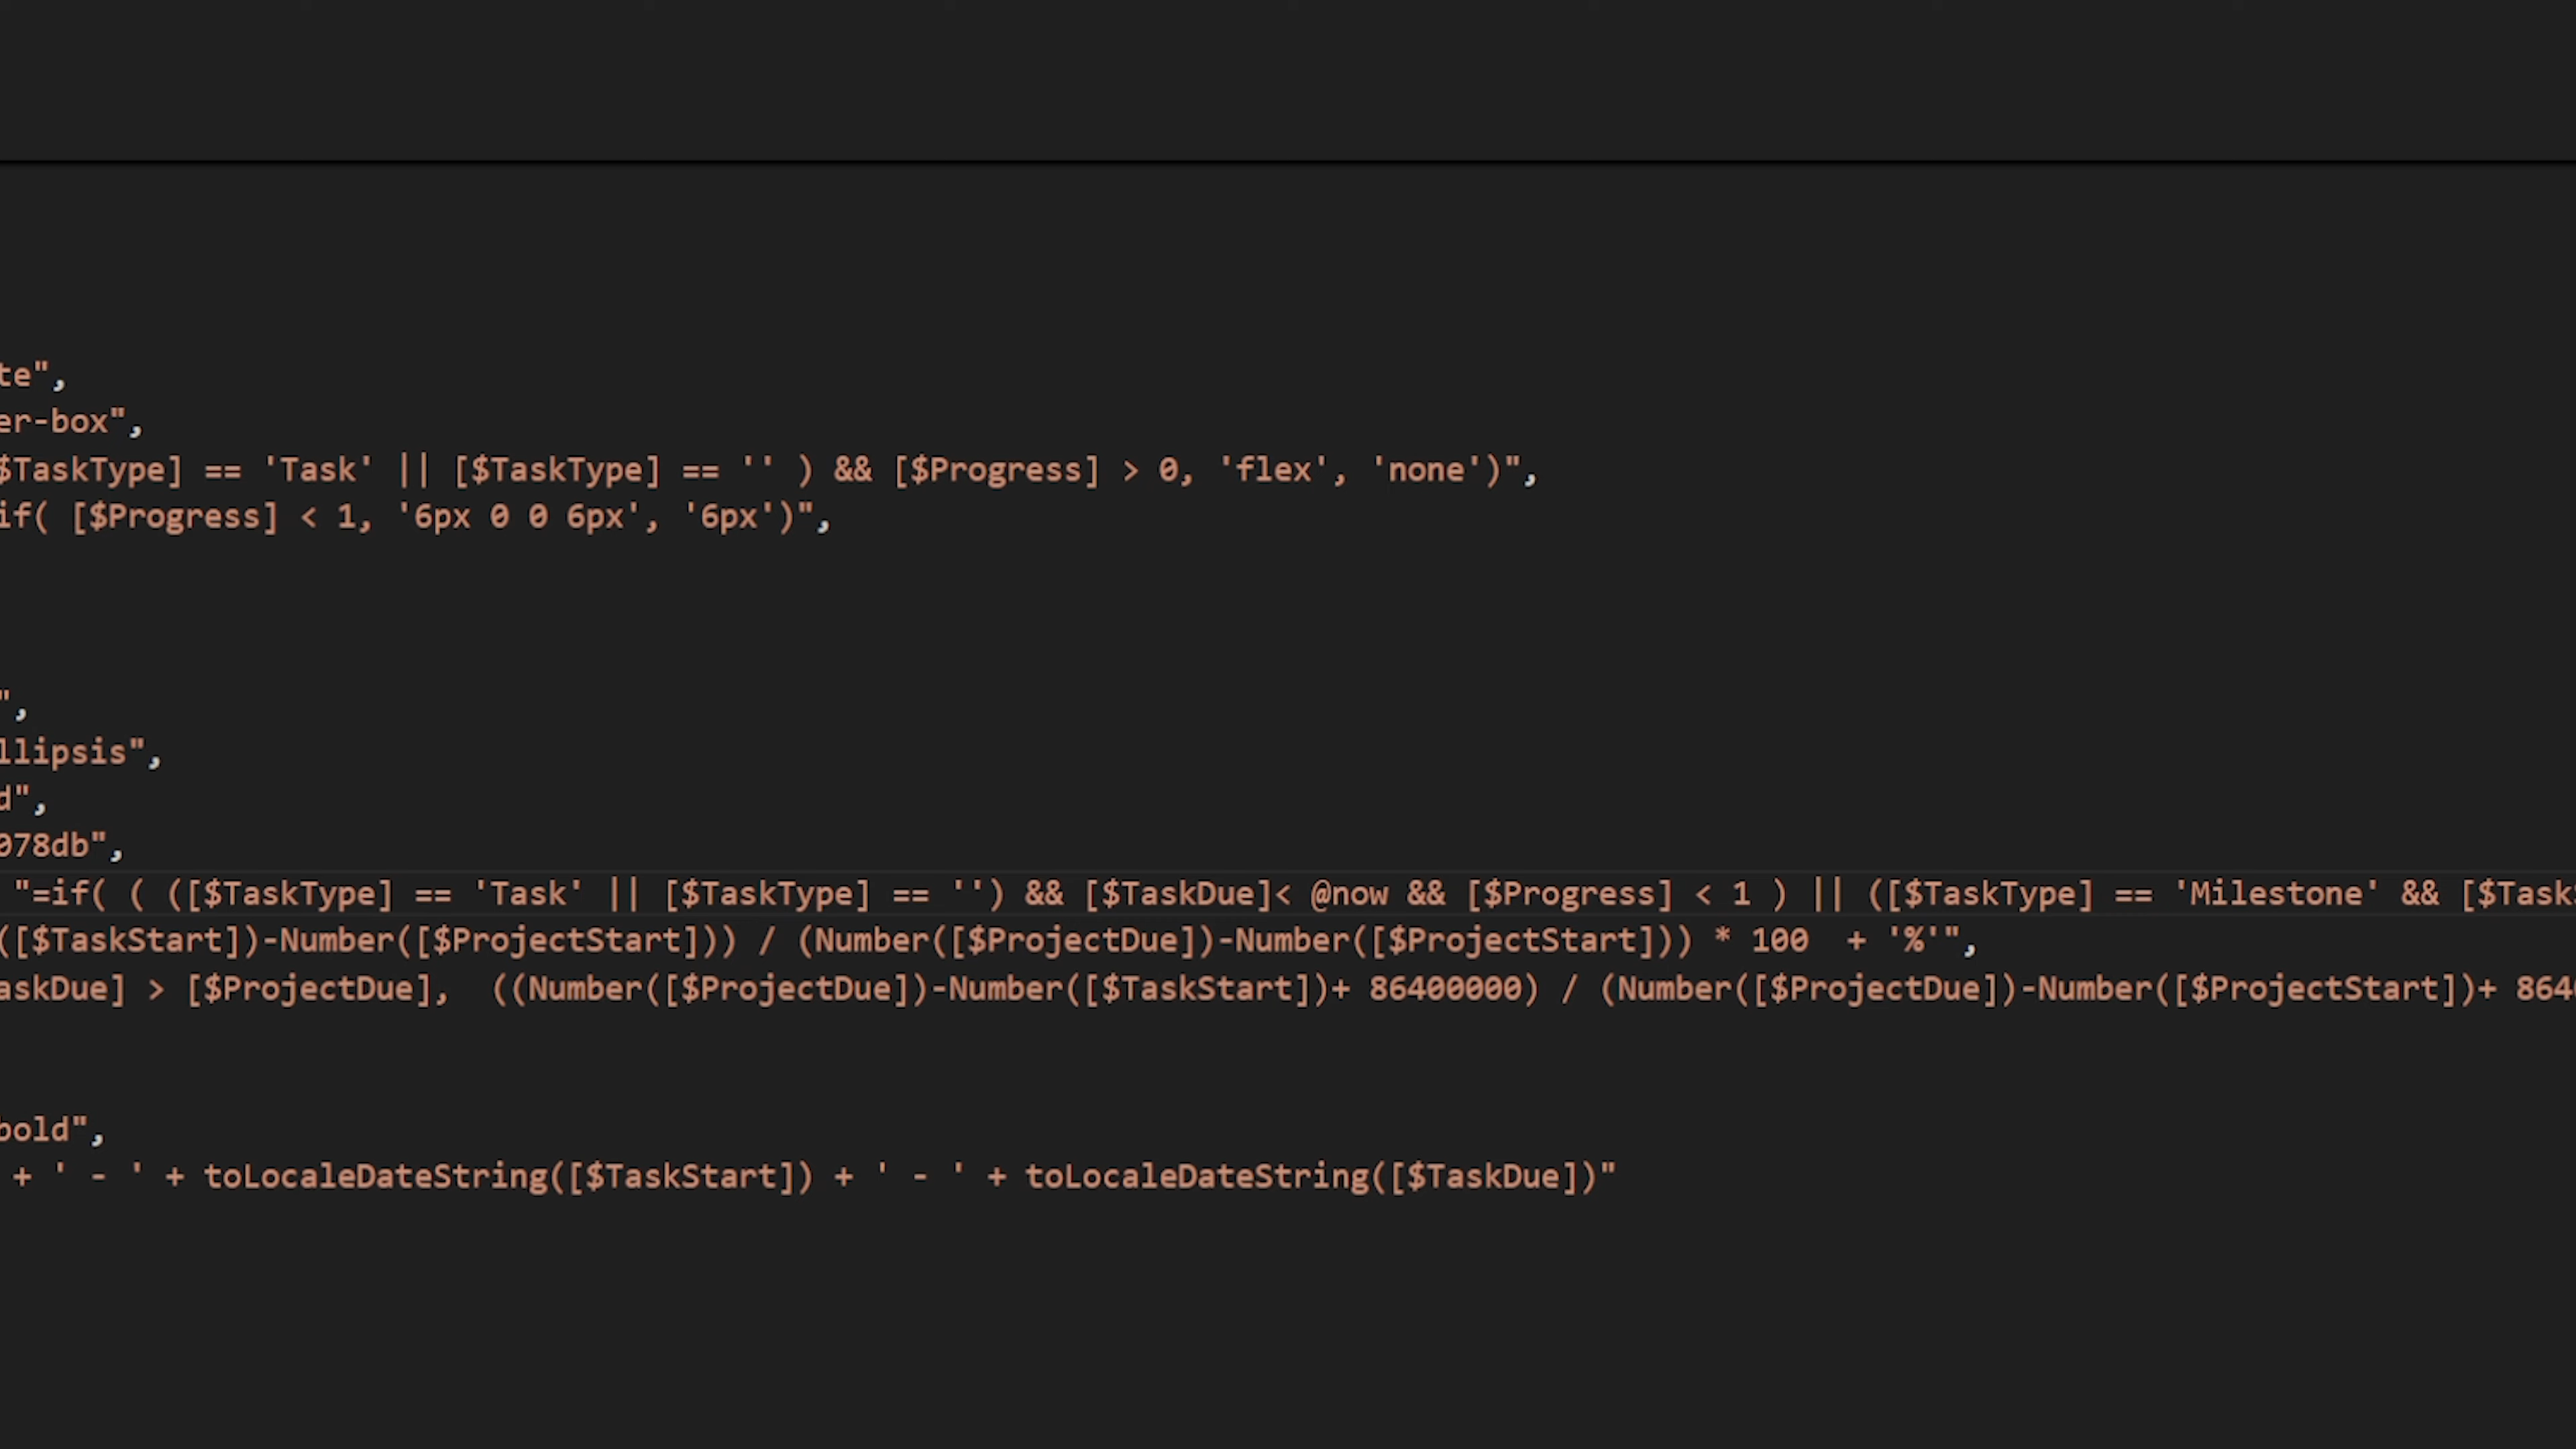 te",
er-box",
$TaskType] == 'Task' || [$TaskType] == '' ) && [$Progress] > 0, 'flex', 'none')",
if( [$Progress] < 1, '6px 0 0 6px', '6px')",
",
llipsis",
d",
078db",
"=if( ( ([$TaskType] == 'Task' || [$TaskType] == '') && [$TaskDue]< @now && [$Progress] < 1 ) || ([$TaskType] == 'Milestone' && [$TaskS
([$TaskStart])-Number([$ProjectStart])) / (Number([$ProjectDue])-Number([$ProjectStart])) * 100  + '%'",
askDue] > [$ProjectDue],  ((Number([$ProjectDue])-Number([$TaskStart])+ 86400000) / (Number([$ProjectDue])-Number([$ProjectStart])+ 8640
bold",
+ ' - ' + toLocaleDateString([$TaskStart]) + ' - ' + toLocaleDateString([$TaskDue])"